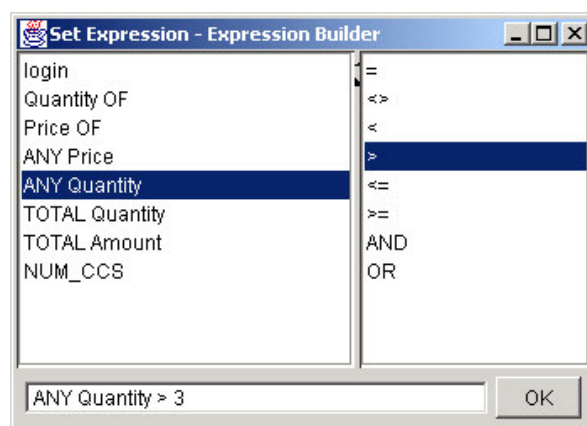 Set Expression - Expression Builder
login
Quantity OF
Price OF
ANY Price
ANY Quantity
TOTAL Quantity
TOTAL Amount
NUM_CCS
=
<>
<
>
<=
>=
AND
OR
ANY Quantity > 3
OK